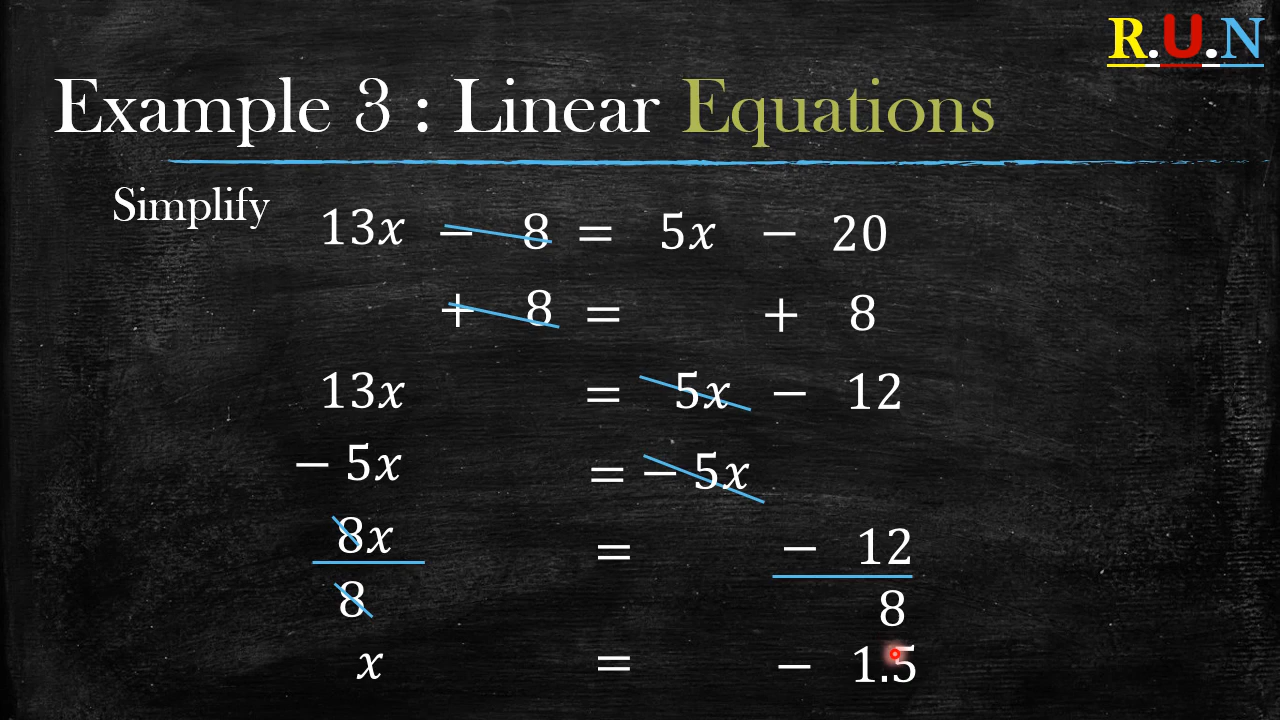 R.U.N
Example 3 : Linear Equations
Simplify
13x − 8 = 5x − 20
+ 8 = + 8
13x = 5x − 12
− 5x = − 5x
8x = − 12
8 8
x = − 1.5